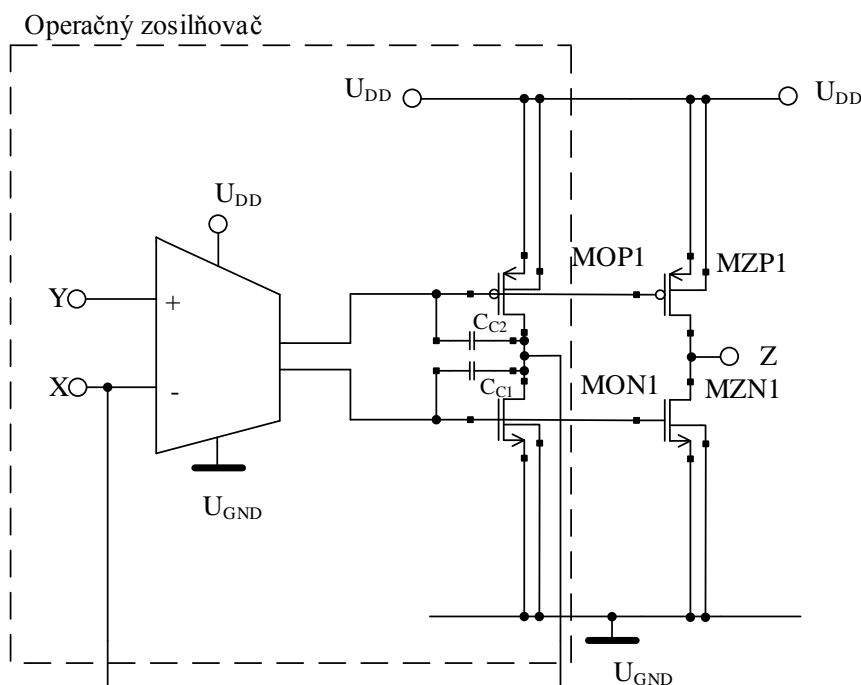 Operačný zosilňovač
U_DD
U_DD
U_DD
MOP1
MZP1
Y
+
C_C2
X
-
C_C1
MON1
Z
MZN1
U_GND
U_GND